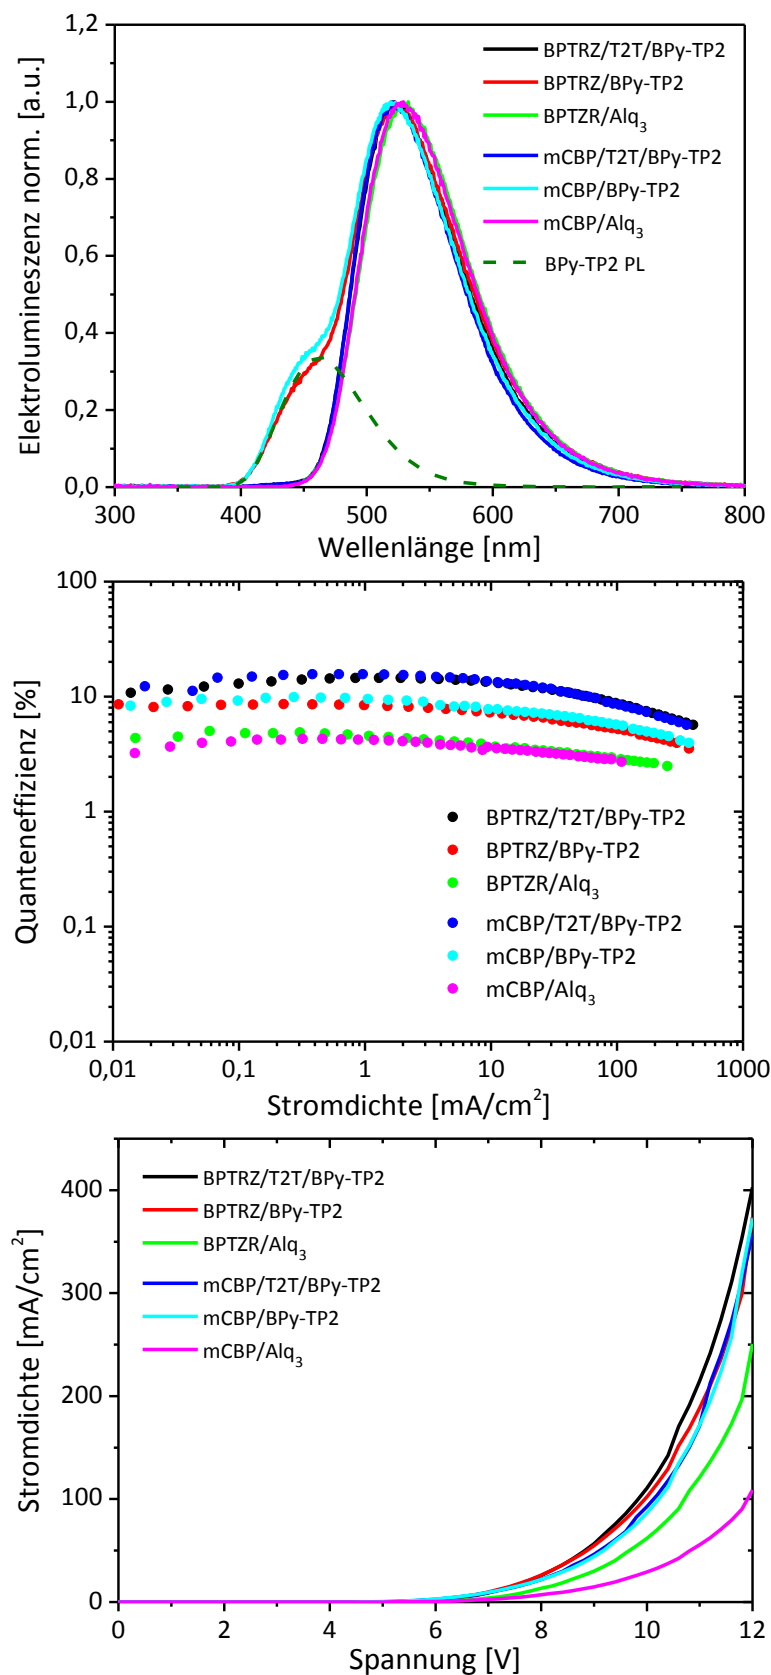 1,2
1,0
0,8
0,6
0,4
0,2
0,0
Elektrolumineszenz norm. [a.u.]
BPTRZ/T2T/BPy-TP2
BPTRZ/BPy-TP2
BPTZR/Alq3
mCBP/T2T/BPy-TP2
mCBP/BPy-TP2
mCBP/Alq3
BPy-TP2 PL
300 400 500 600 700 800
Wellenlänge [nm]
100
10
1
0,1
0,01
Quanteneffizienz [%]
BPTRZ/T2T/BPy-TP2
BPTRZ/BPy-TP2
BPTZR/Alq3
mCBP/T2T/BPy-TP2
mCBP/BPy-TP2
mCBP/Alq3
0,01 0,1 1 10 100 1000
Stromdichte [mA/cm2]
400
300
200
100
0
Stromdichte [mA/cm2]
BPTRZ/T2T/BPy-TP2
BPTRZ/BPy-TP2
BPTZR/Alq3
mCBP/T2T/BPy-TP2
mCBP/BPy-TP2
mCBP/Alq3
0 2 4 6 8 10 12
Spannung [V]